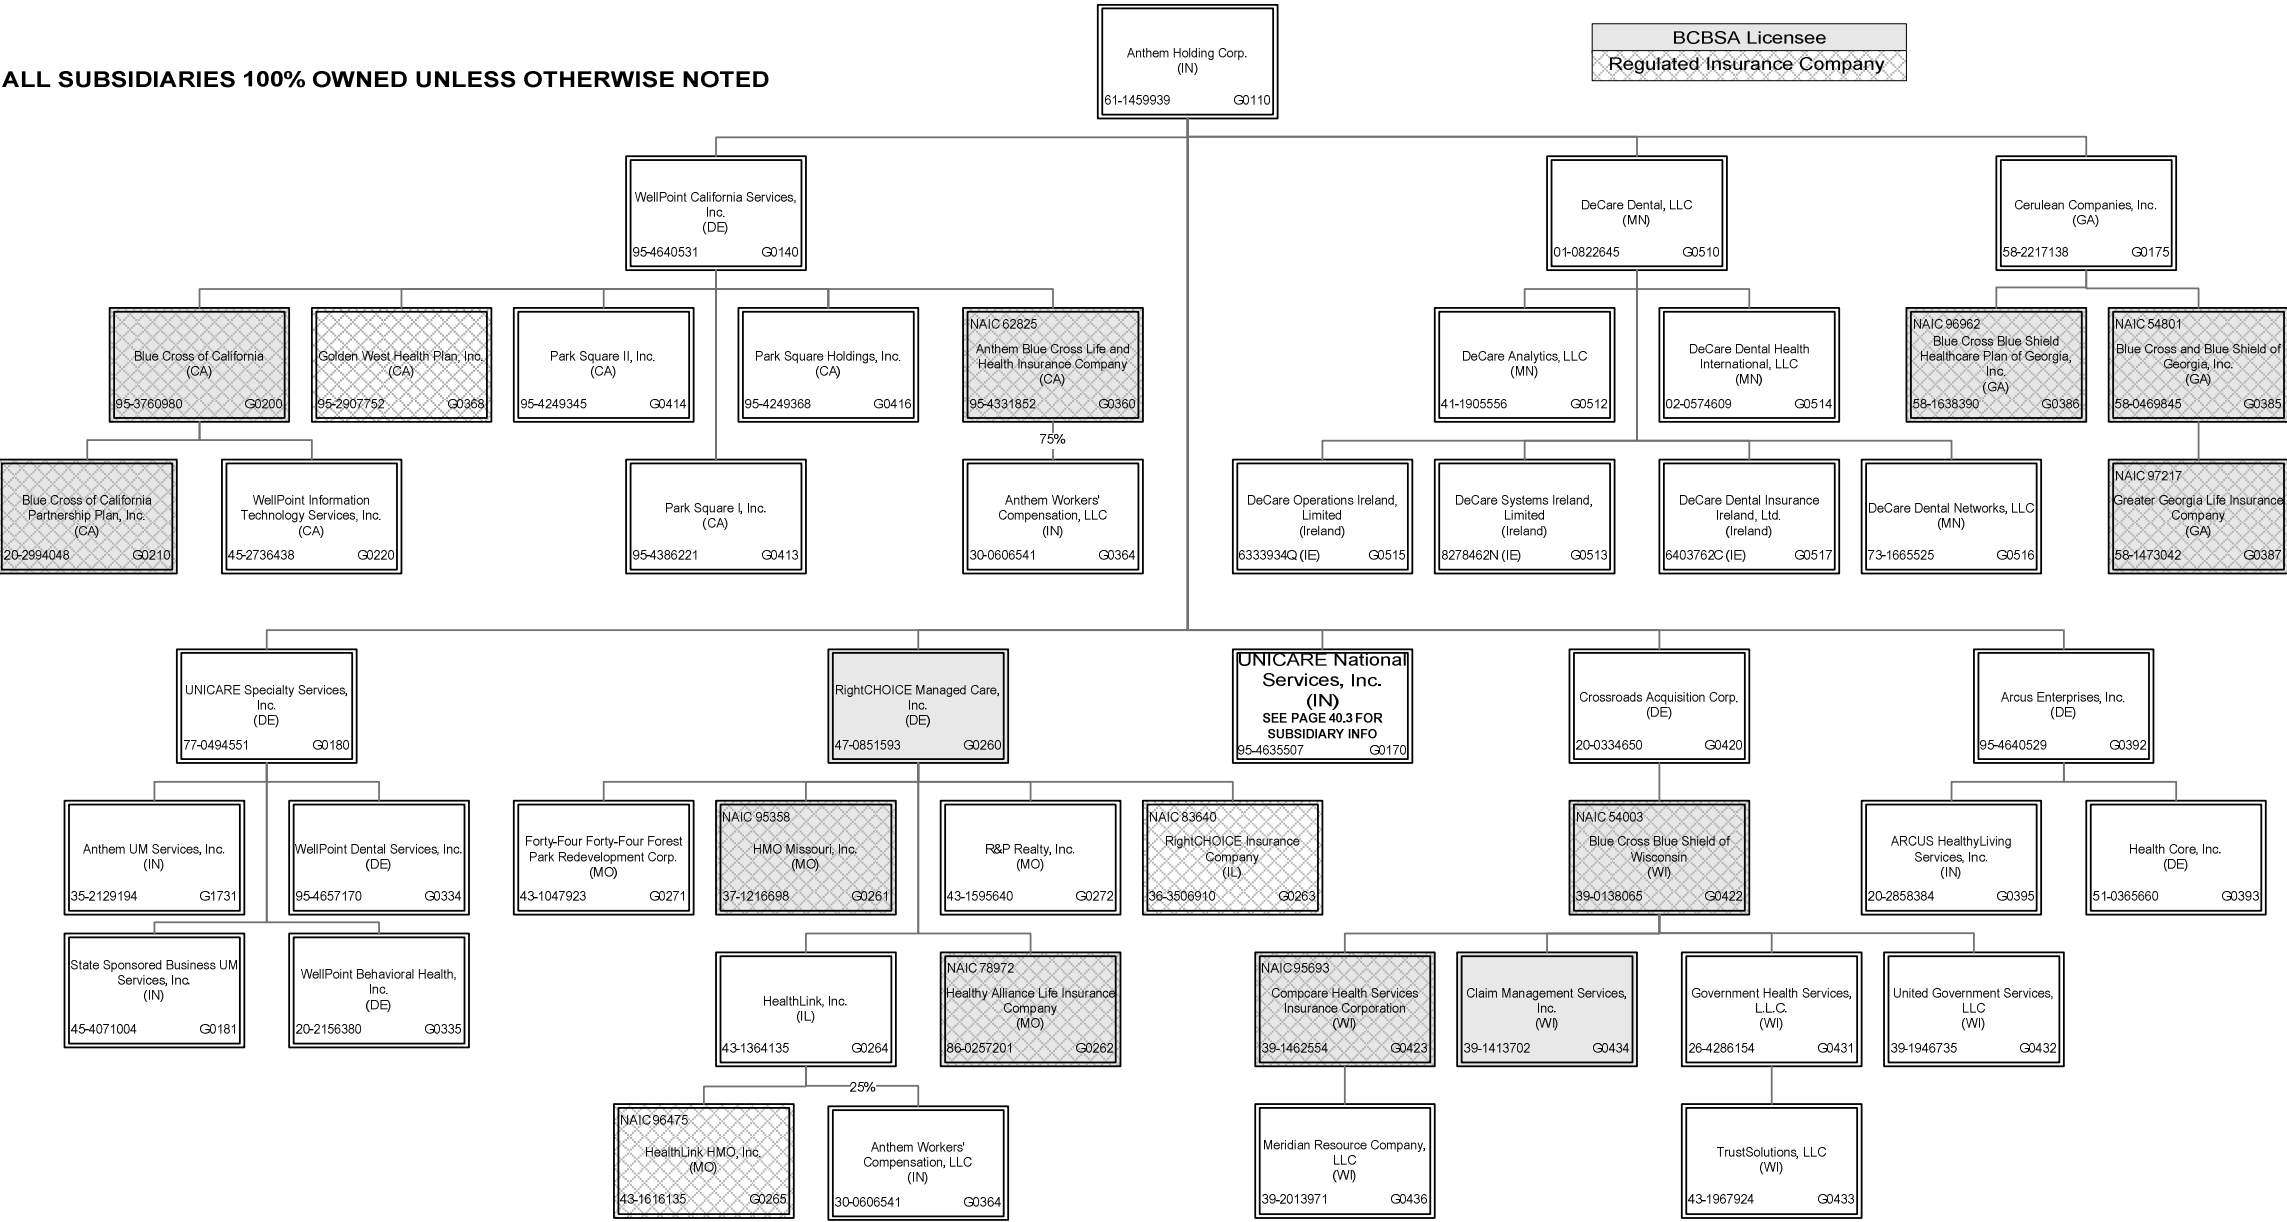 Anthem Holding Corp.
(IN)
61-1459939 G0110
BCBSA Licensee
Regulated Insurance Company
ALL SUBSIDIARIES 100% OWNED UNLESS OTHERWISE NOTED
WellPoint California Services,
Inc.
(DE)
95-4640531 G0140
DeCare Dental, LLC
(MN)
01-0822645 G0510
Cerulean Companies, Inc.
(GA)
58-2217138 G0175
Blue Cross of California
(CA)
95-3760980 G0200
Golden West Health Plan, Inc.
(CA)
95-2907752 G0368
Park Square II, Inc.
(CA)
95-4249345 G0414
Park Square Holdings, Inc.
(CA)
95-4249368 G0416
NAIC 62825
Anthem Blue Cross Life and
Health Insurance Company
(CA)
95-4331852 G0360
DeCare Analytics, LLC
(MN)
41-1905556 G0512
DeCare Dental Health
International, LLC
(MN)
02-0574609 G0514
NAIC 96962
Blue Cross Blue Shield
Healthcare Plan of Georgia,
Inc.
(GA)
58-1638390 G0386
NAIC 54801
Blue Cross and Blue Shield of
Georgia, Inc.
(GA)
58-0469845 G0385
75%
Blue Cross of California
Partnership Plan, Inc.
(CA)
20-2994048 G0210
WellPoint Information
Technology Services, Inc.
(CA)
45-2736438 G0220
Park Square I, Inc.
(CA)
95-4386221 G0413
Anthem Workers'
Compensation, LLC
(IN)
30-0606541 G0364
DeCare Operations Ireland,
Limited
(Ireland)
6333934Q (IE) G0515
DeCare Systems Ireland,
Limited
(Ireland)
8278462N (IE) G0513
DeCare Dental Insurance
Ireland, Ltd.
(Ireland)
6403762C (IE) G0517
DeCare Dental Networks, LLC
(MN)
73-1665525 G0516
NAIC 97217
Greater Georgia Life Insurance
Company
(GA)
58-1473042 G0387
UNICARE Specialty Services,
Inc.
(DE)
77-0494551 G0180
RightCHOICE Managed Care,
Inc.
(DE)
47-0851593 G0260
UNICARE National
Services, Inc.
(IN)
SEE PAGE 40.3 FOR
SUBSIDIARY INFO
95-4635507 G0170
Crossroads Acquisition Corp.
(DE)
20-0334650 G0420
Arcus Enterprises, Inc.
(DE)
95-4640529 G0392
Anthem UM Services, Inc.
(IN)
35-2129194 G1731
WellPoint Dental Services, Inc.
(DE)
95-4657170 G0334
Forty-Four Forty-Four Forest
Park Redevelopment Corp.
(MO)
43-1047923 G0271
NAIC 95358
HMO Missouri, Inc.
(MO)
37-1216698 G0261
R&P Realty, Inc.
(MO)
43-1595640 G0272
NAIC 83640
RightCHOICE Insurance
Company
(IL)
36-3506910 G0263
NAIC 54003
Blue Cross Blue Shield of
Wisconsin
(WI)
39-0138065 G0422
ARCUS HealthyLiving
Services, Inc.
(IN)
20-2858384 G0395
Health Core, Inc.
(DE)
51-0365660 G0393
State Sponsored Business UM
Services, Inc.
(IN)
45-4071004 G0181
WellPoint Behavioral Health,
Inc.
(DE)
20-2156380 G0335
HealthLink, Inc.
(IL)
43-1364135 G0264
NAIC 78972
Healthy Alliance Life Insurance
Company
(MO)
86-0257201 G0262
NAIC95693
Compcare Health Services
Insurance Corporation
(WI)
39-1462554 G0423
Claim Management Services,
Inc.
(WI)
39-1413702 G0434
Government Health Services,
L.L.C.
(WI)
26-4286154 G0431
United Government Services,
LLC
(WI)
39-1946735 G0432
25%
NAIC96475
HealthLink HMO, Inc.
(MO)
43-1616135 G0265
Anthem Workers'
Compensation, LLC
(IN)
30-0606541 G0364
Meridian Resource Company,
LLC
(WI)
39-2013971 G0436
TrustSolutions, LLC
(WI)
43-1967924 G0433